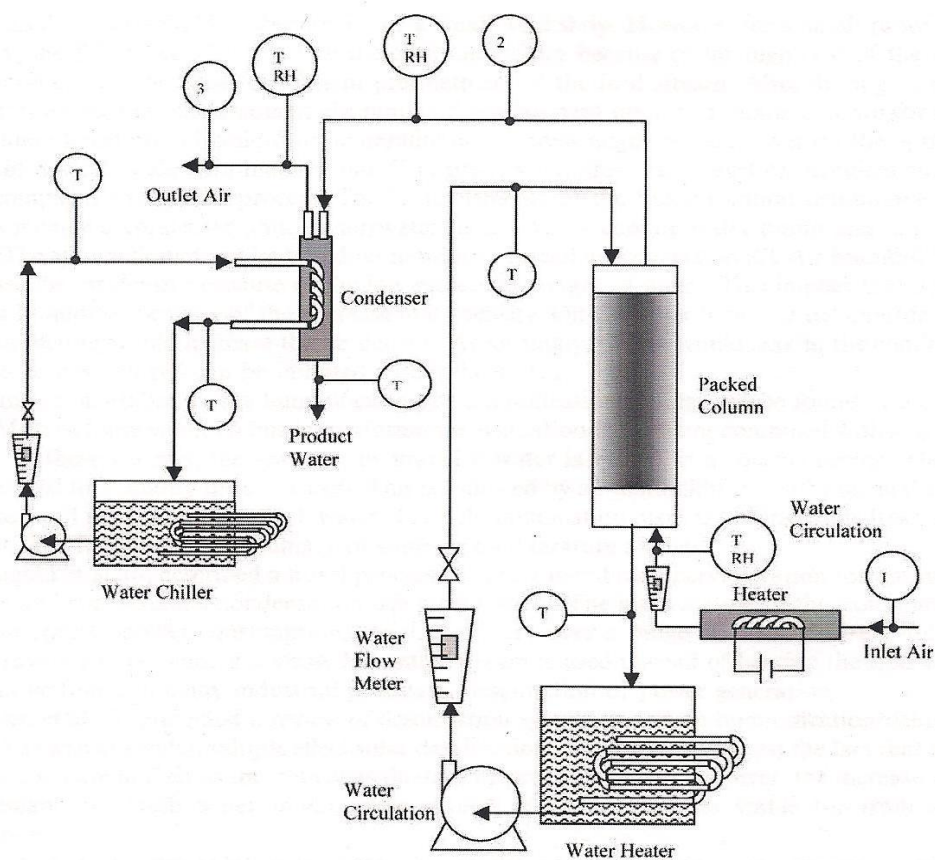 3
T
RH
T
RH
2
T
Outlet Air
Condenser
T
T
T
Product
Water
Packed
Column
Water
Circulation
T
RH
Heater
1
Inlet Air
T
Water Chiller
Water
Flow
Meter
Water
Circulation
Water Heater